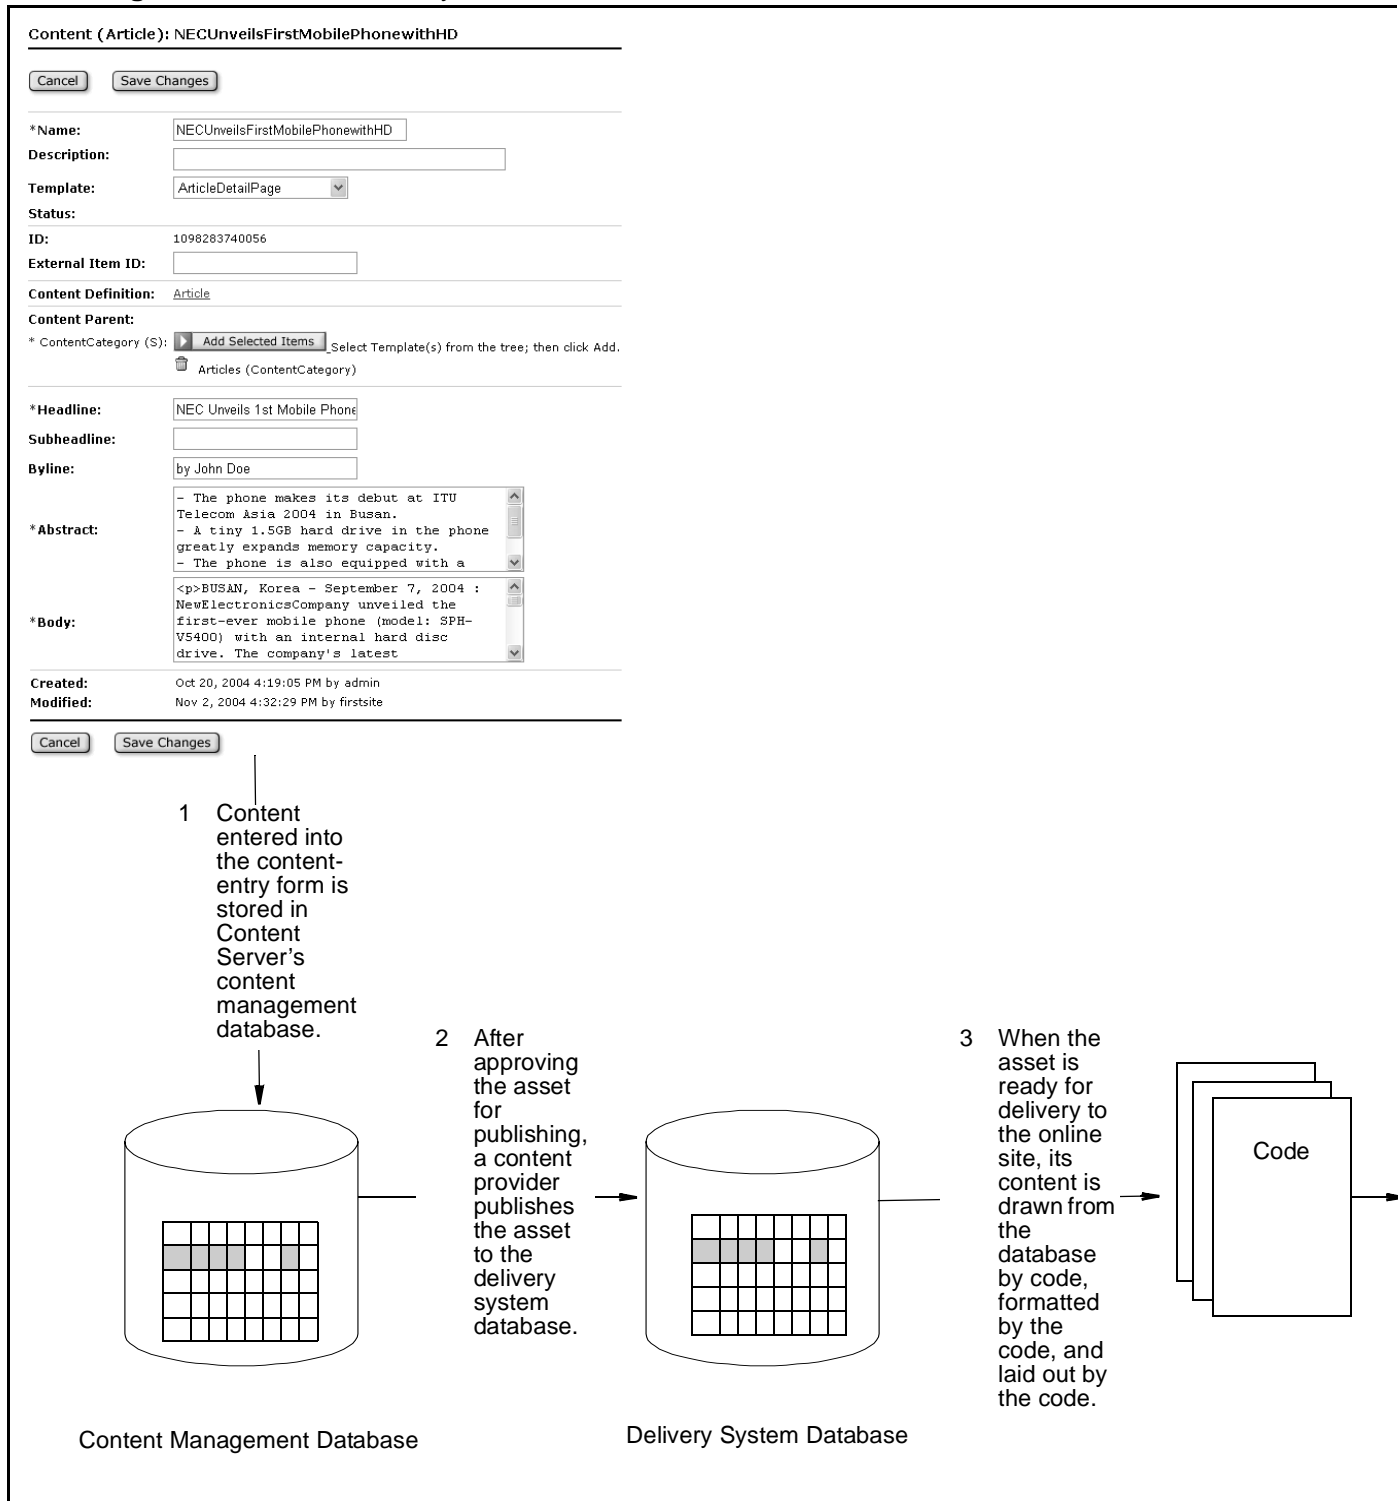 Content (Article): NECUnveilsFirstMobilePhonewithHD
Cancel Save Changes
*Name: NECUnveilsFirstMobilePhonewithHD
Description:
Template: ArticleDetailPage
Status:
ID: 1098283740056
External Item ID:
Content Definition: Article
Content Parent:
* ContentCategory (S): Add Selected Items Select Template(s) from the tree; then click Add.
Articles (ContentCategory)
*Headline: NEC Unveils 1st Mobile Phone
Subheadline:
Byline: by John Doe
*Abstract:
- The phone makes its debut at ITU
Telecom Asia 2004 in Busan.
- A tiny 1.5GB hard drive in the phone
greatly expands memory capacity.
- The phone is also equipped with a
*Body:
<p>BUSAN, Korea - September 7, 2004 :
NewElectronicsCompany unveiled the
first-ever mobile phone (model: SPH-
V5400) with an internal hard disc
drive. The company's latest
Created: Oct 20, 2004 4:19:05 PM by admin
Modified: Nov 2, 2004 4:32:29 PM by firstsite
Cancel Save Changes
1 Content
entered into
the content-
entry form is
stored in
Content
Server’s
content
management
database.
2 After
approving
the asset
for
publishing,
a content
provider
publishes
the asset
to the
delivery
system
database.
3 When the
asset is
ready for
delivery to
the online
site, its
content is
drawn from
the
database
by code,
formatted
by the
code, and
laid out by
the code.
Code
Content Management Database
Delivery System Database